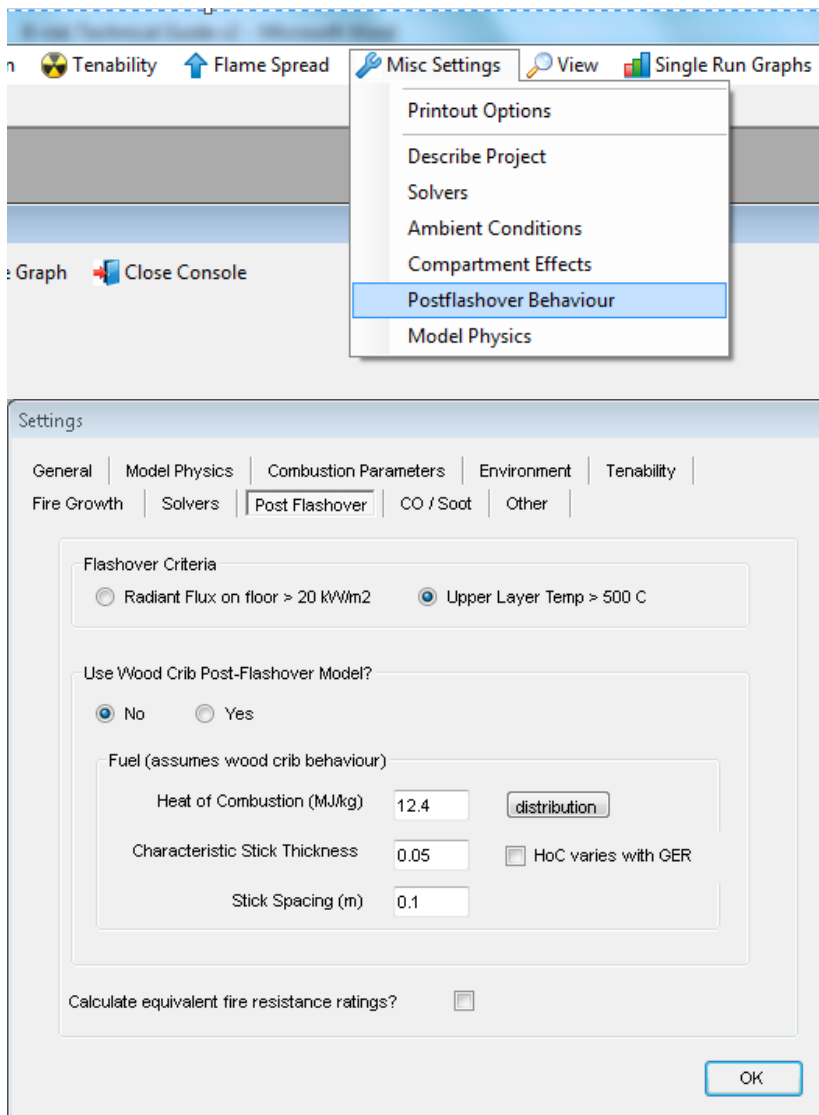 n Tenability Flame Spread Misc Settings View Single Run Graphs
Printout Options
Describe Project
Solvers
Ambient Conditions
Compartment Effects
Postflashover Behaviour
Model Physics
e Graph Close Console
Settings
General Model Physics Combustion Parameters Environment Tenability
Fire Growth Solvers Post Flashover CO / Soot Other
Flashover Criteria
Radiant Flux on floor > 20 kW/m2 Upper Layer Temp > 500 C
Use Wood Crib Post-Flashover Model?
No Yes
Fuel (assumes wood crib behaviour)
Heat of Combustion (MJ/kg) 12.4 distribution
Characteristic Stick Thickness 0.05 HoC varies with GER
Stick Spacing (m) 0.1
Calculate equivalent fire resistance ratings?
OK